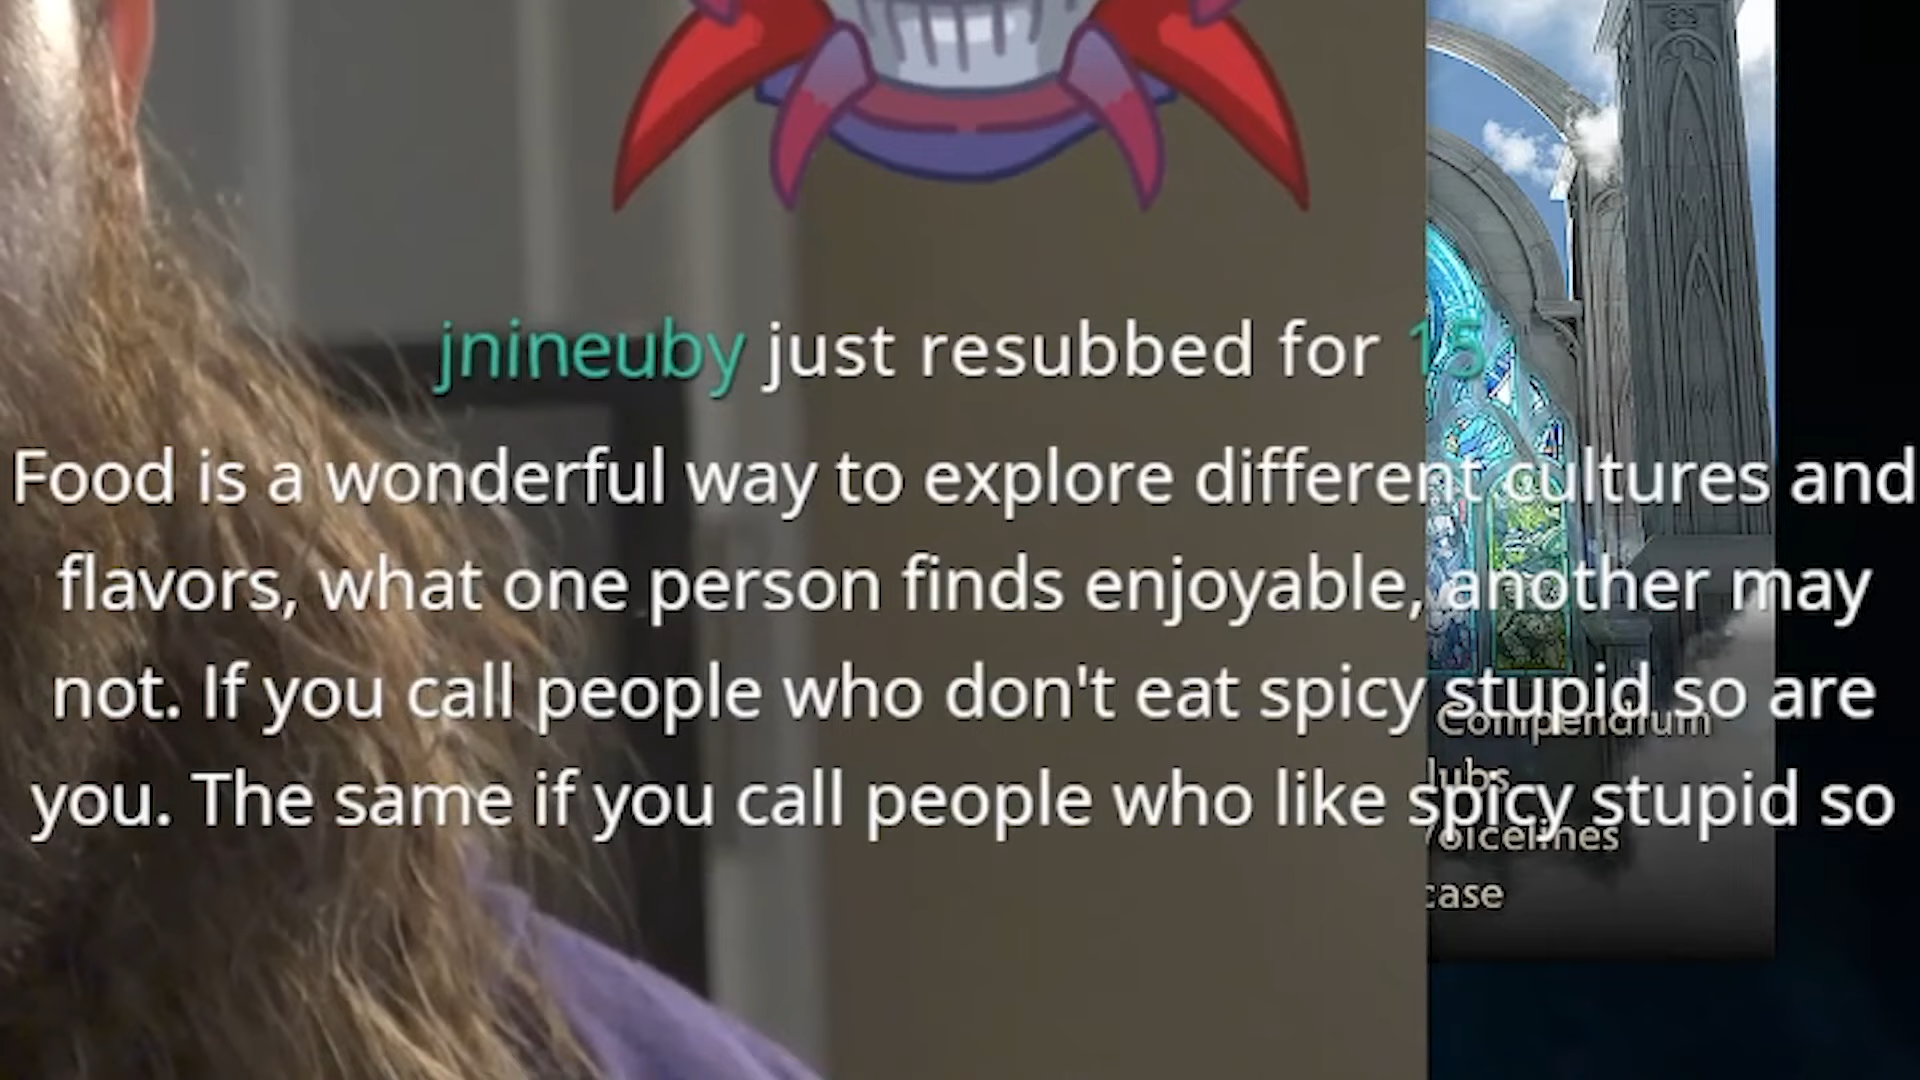 jnineuby just resubbed for 15
Food is a wonderful way to explore different cultures and
flavors, what one person finds enjoyable, another may
not. If you call people who don't eat spicy stupid so are
you. The same if you call people who like spicy stupid so
Compendium
lubs
Voicelines
case